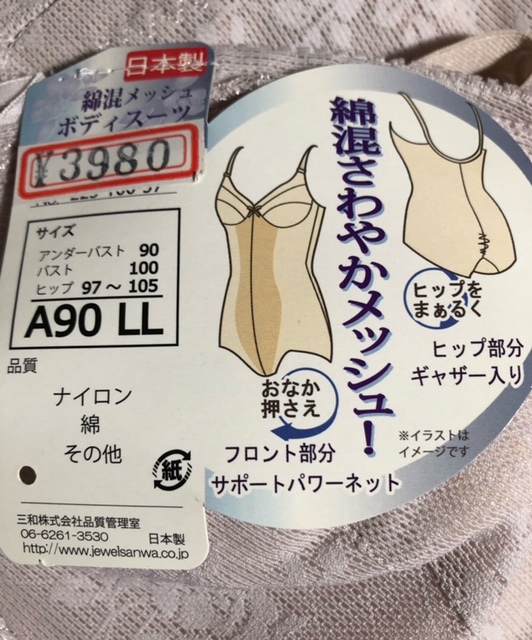 日本製
綿混メッシュ
ボディスーツ
¥3980
サイズ
アンダーバスト 90
バスト 100
ヒップ 97～105
A90 LL
品質
ナイロン
綿
その他
紙
三和株式会社品質管理室
06-6261-3530 日本製
http://www.jewelsanwa.co.jp
綿混さわやかメッシュ!
ヒップを
まぁるく
ヒップ部分
ギャザー入り
おなか
押さえ
フロント部分
サポートパワーネット
※イラストは
イメージです